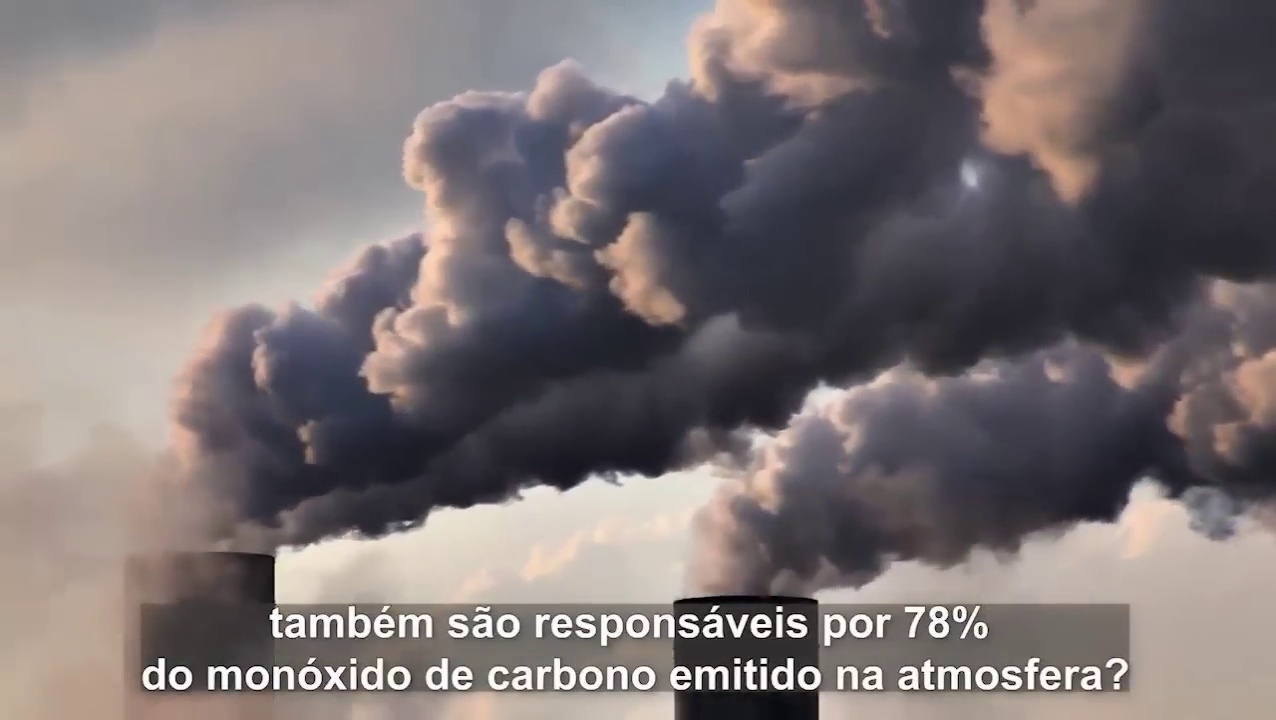 também são responsáveis por 78%
do monóxido de carbono emitido na atmosfera?